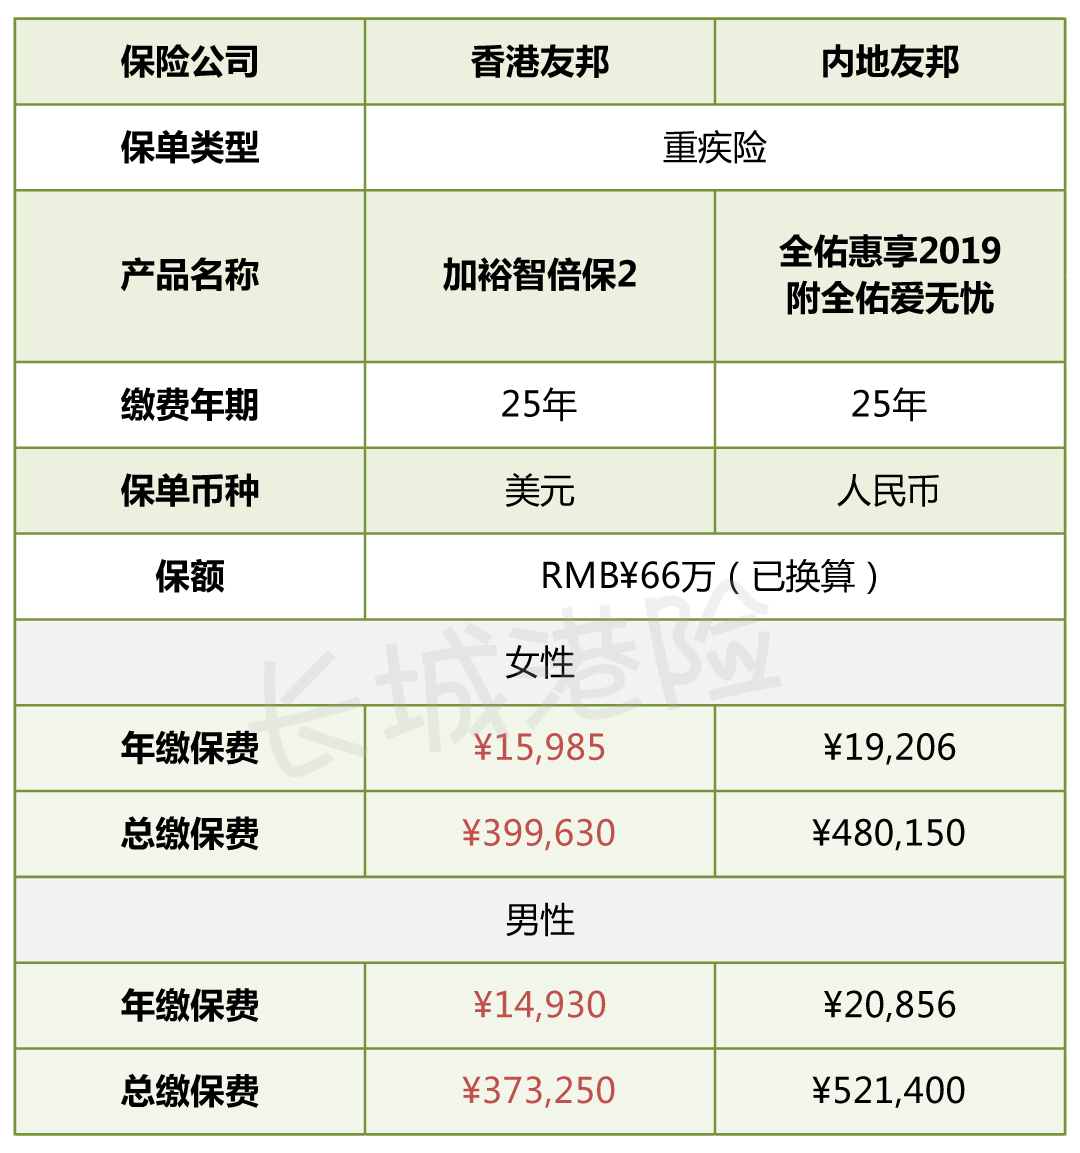 保险公司 香港友邦 内地友邦
保单类型 重疾险
产品名称 加裕智倍保2 全佑惠享2019
附全佑爱无忧
缴费年期 25年 25年
保单币种 美元 人民币
保额 RMB¥66万（已换算）
女性
年缴保费 ¥15,985 ¥19,206
总缴保费 ¥399,630 ¥480,150
男性
年缴保费 ¥14,930 ¥20,856
总缴保费 ¥373,250 ¥521,400
长城港险